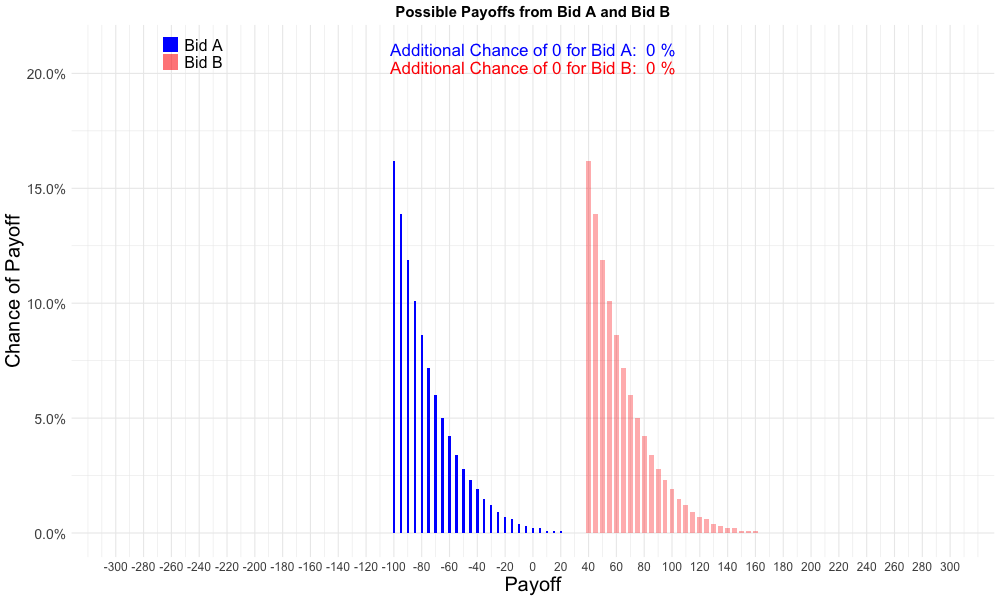 Possible Payoffs from Bid A and Bid B
Bid A
Bid B
Additional Chance of 0 for Bid A: 0 %
Additional Chance of 0 for Bid B: 0 %
Chance of Payoff
20.0%
15.0%
10.0%
5.0%
0.0%
-300 -280 -260 -240 -220 -200 -180 -160 -140 -120 -100 -80 -60 -40 -20 0 20 40 60 80 100 120 140 160 180 200 220 240 260 280 300
Payoff